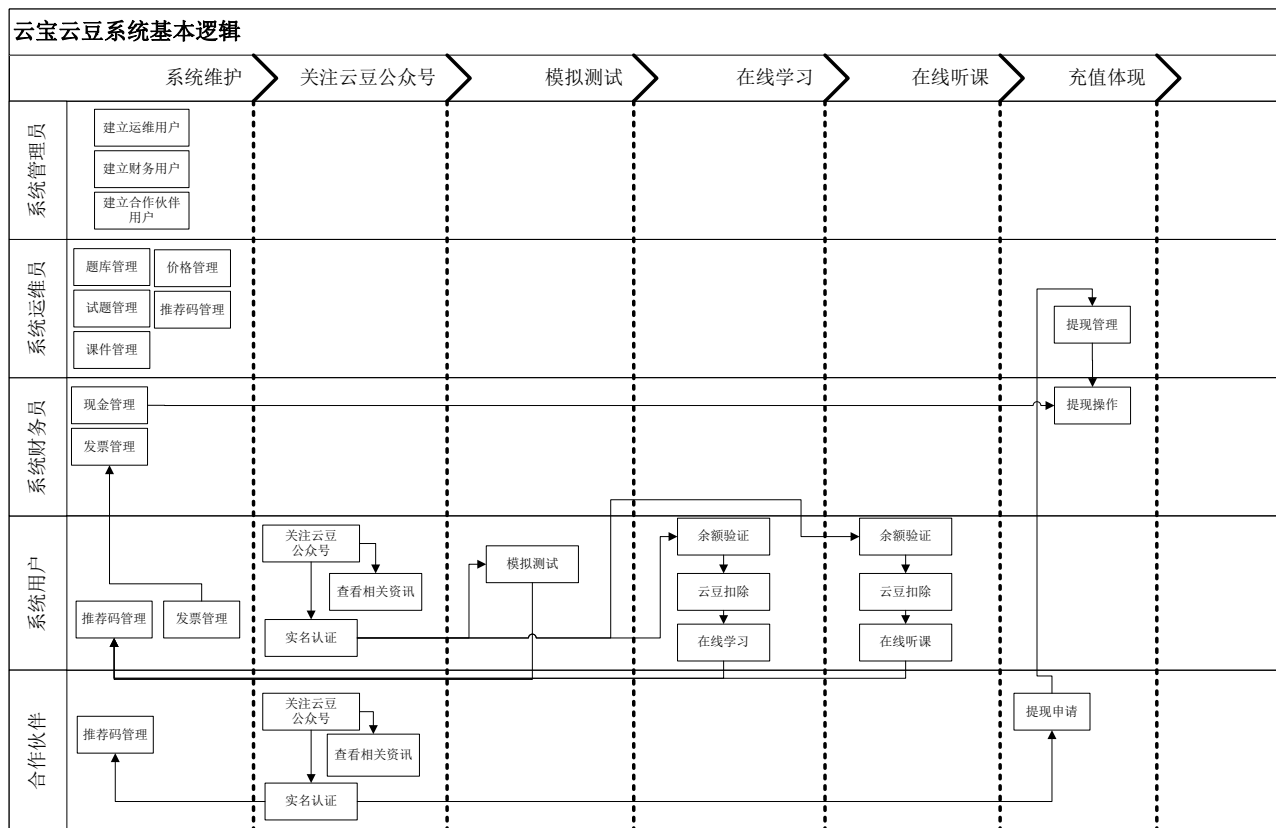 云宝云豆系统基本逻辑
系统维护
关注云豆公众号
模拟测试
在线学习
在线听课
充值体现
系统管理员
建立运维用户
建立财务用户
建立合作伙伴
用户
系统运维员
题库管理
价格管理
试题管理
推荐码管理
课件管理
提现管理
系统财务员
现金管理
发票管理
提现操作
系统用户
推荐码管理
发票管理
关注云豆
公众号
查看相关资讯
实名认证
模拟测试
余额验证
云豆扣除
在线学习
余额验证
云豆扣除
在线听课
合作伙伴
推荐码管理
关注云豆
公众号
查看相关资讯
实名认证
提现申请